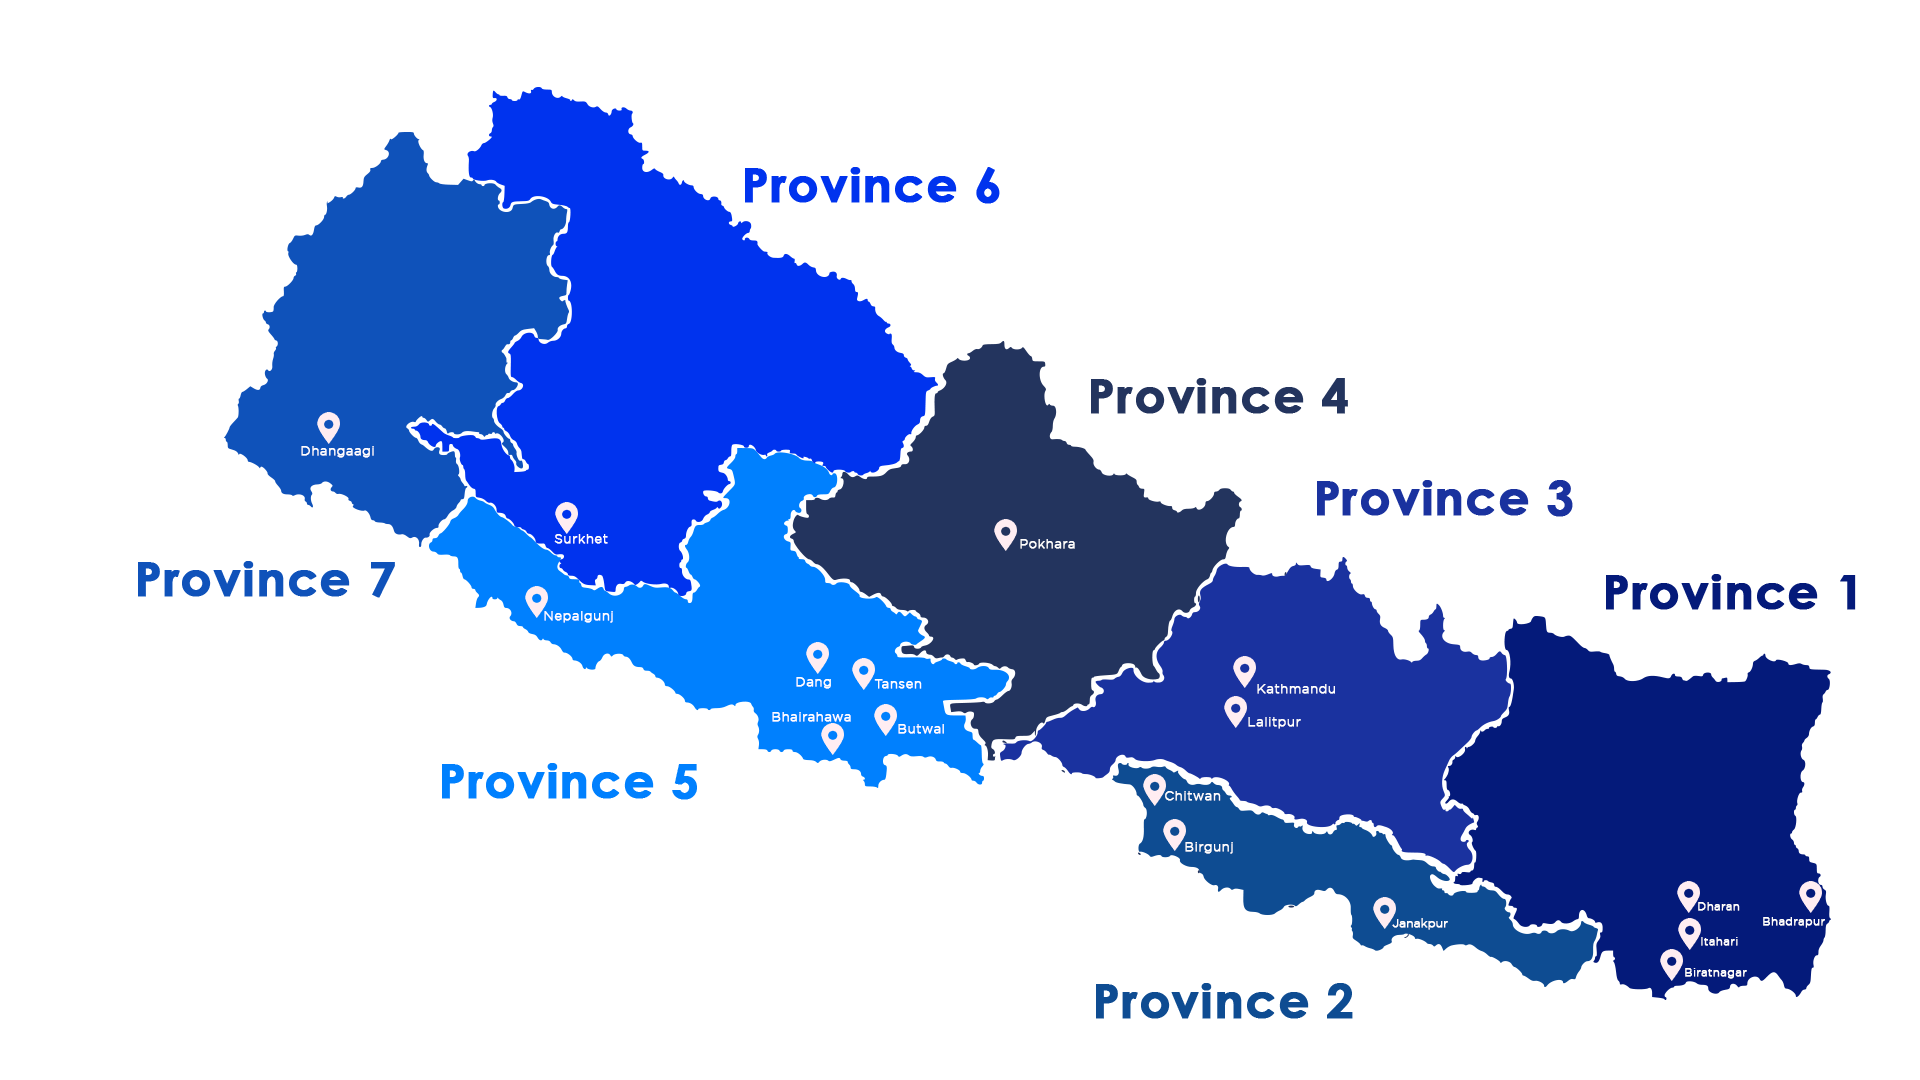 Province 6
Province 4
Province 3
Dhangaagi
Surkhet
Pokhara
Province 7
Province 1
Nepalgunj
Dang
Tansen
Kathmandu
Bhairahawa
Butwal
Lalitpur
Province 5
Chitwan
Birgunj
Dharan
Bhadrapur
Janakpur
Itahari
Biratnagar
Province 2